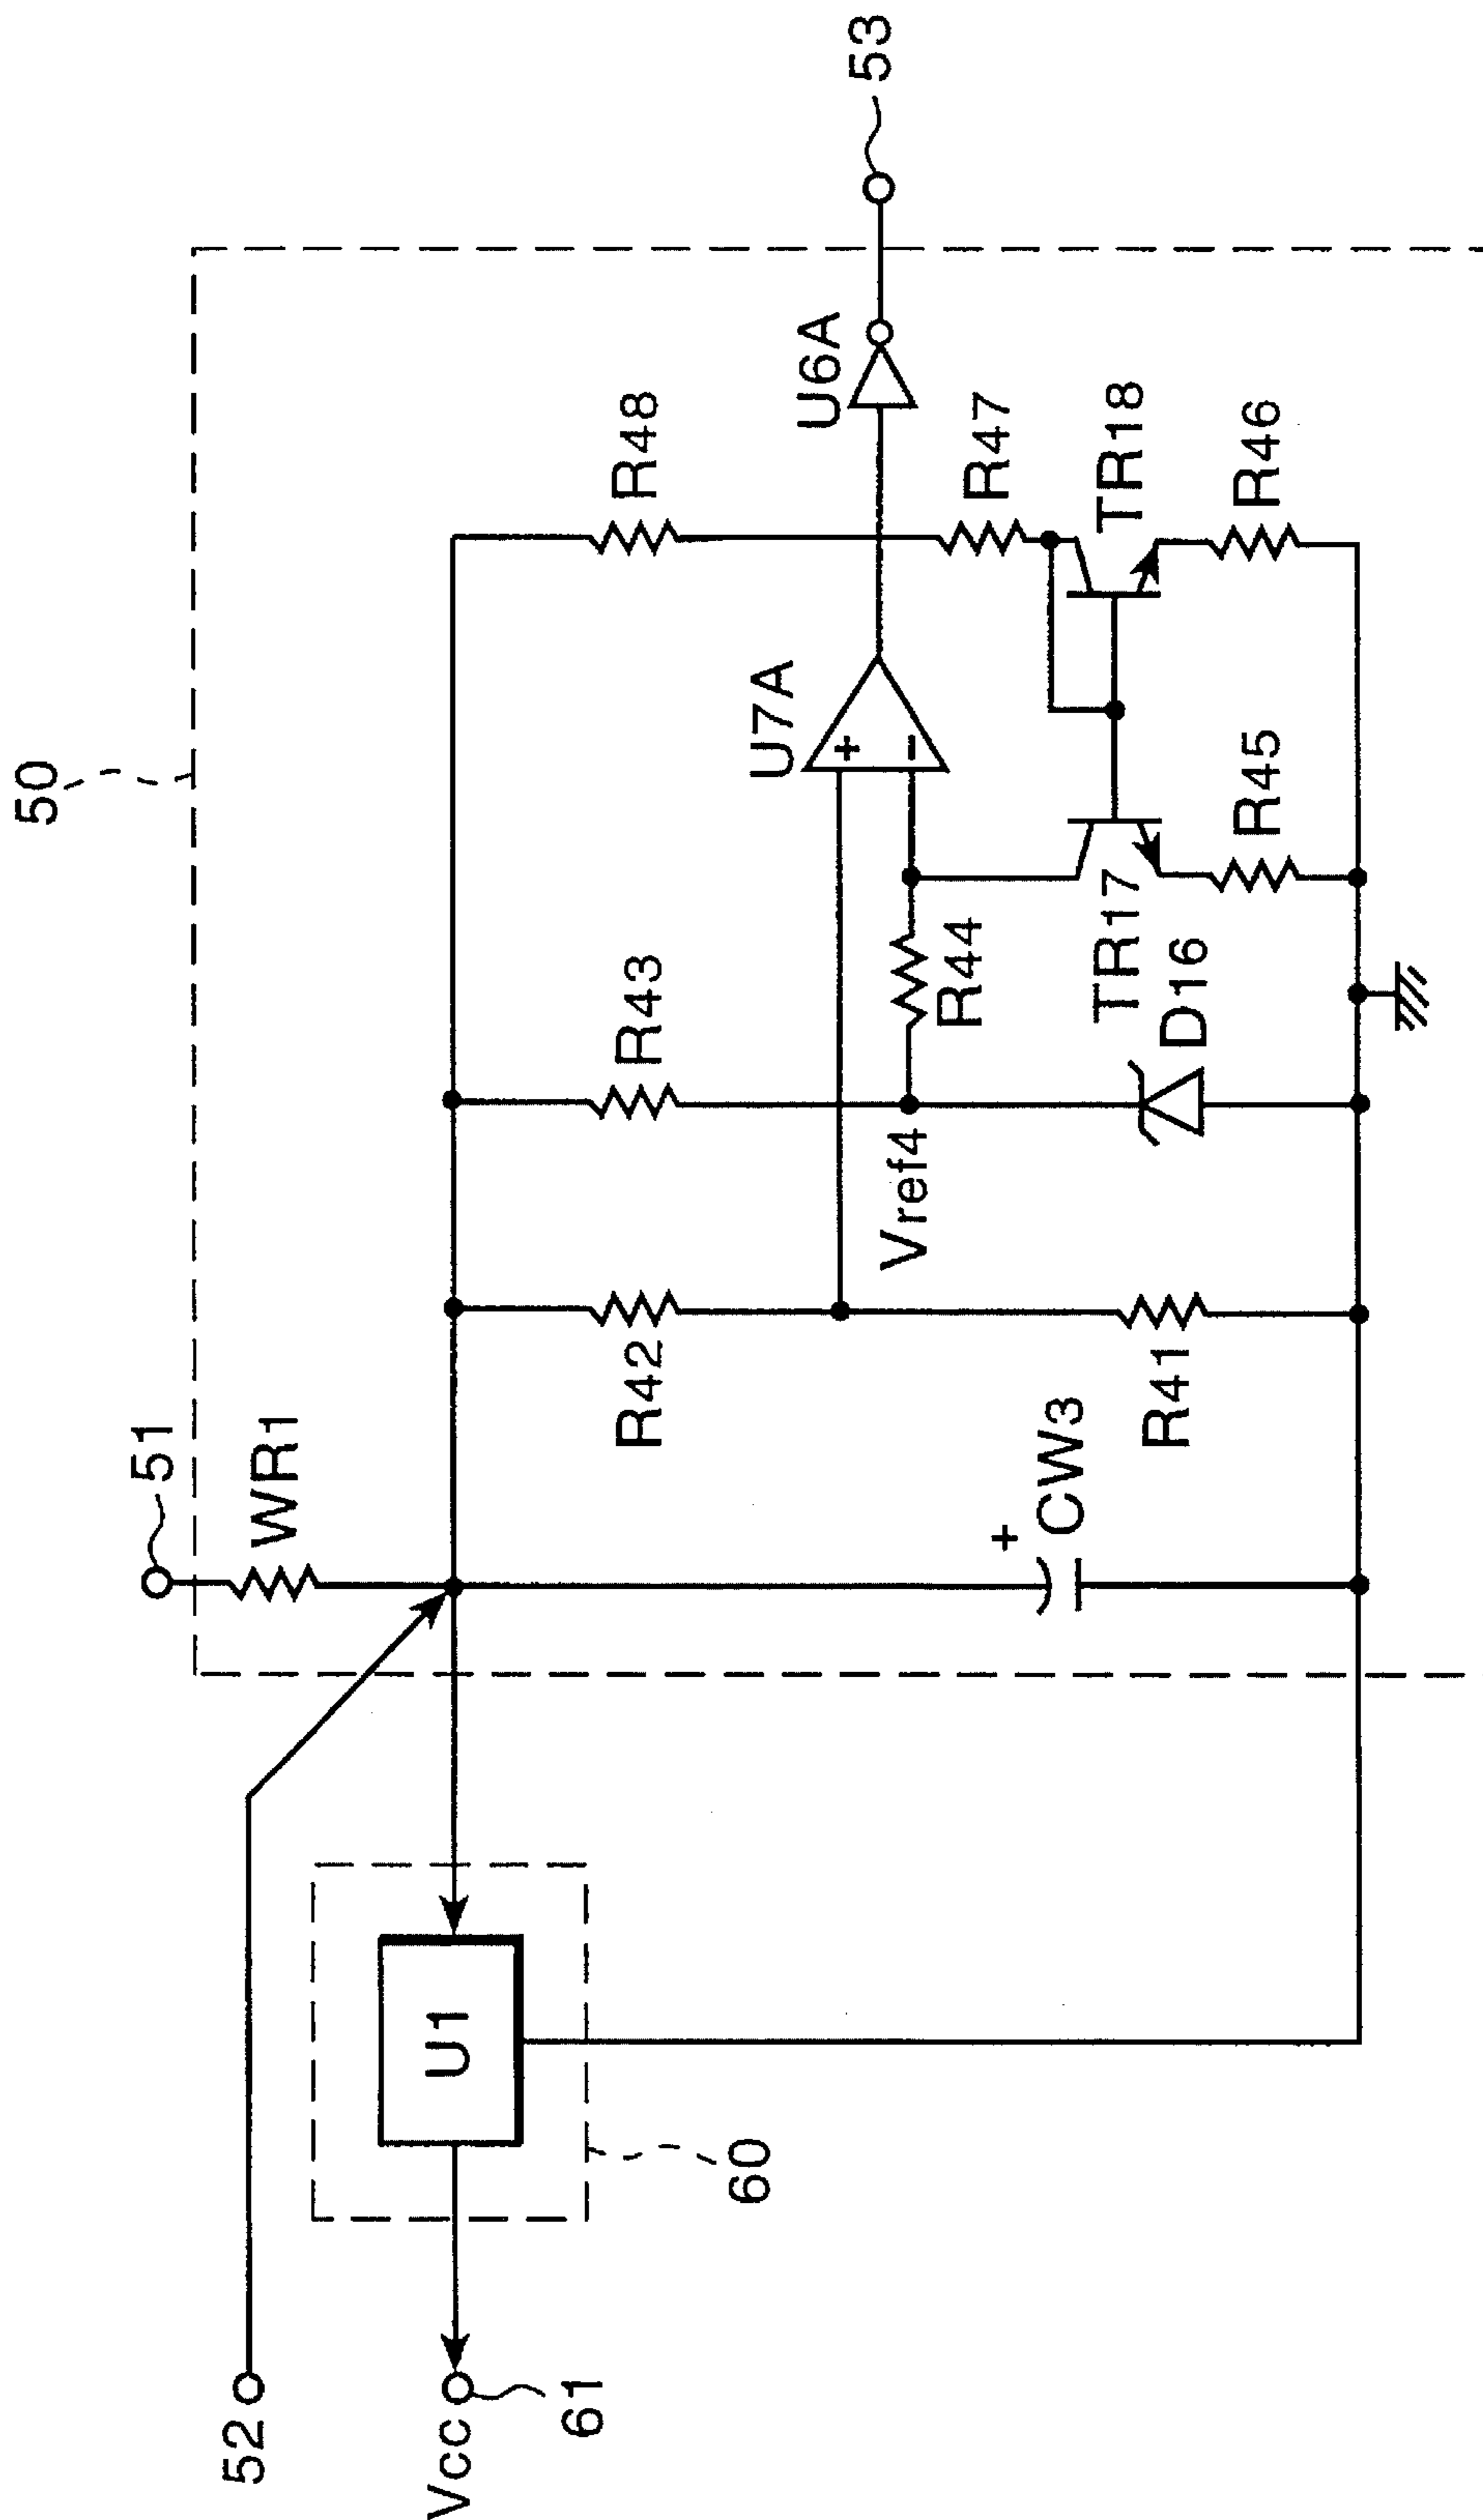 50
51
WR1
52
Vcc
61
U1
60
R42
R43
R48
U7A
+
−
U6A
53
Vref4
R44
R47
TR17
TR18
+
CW3
R41
D16
R45
R46